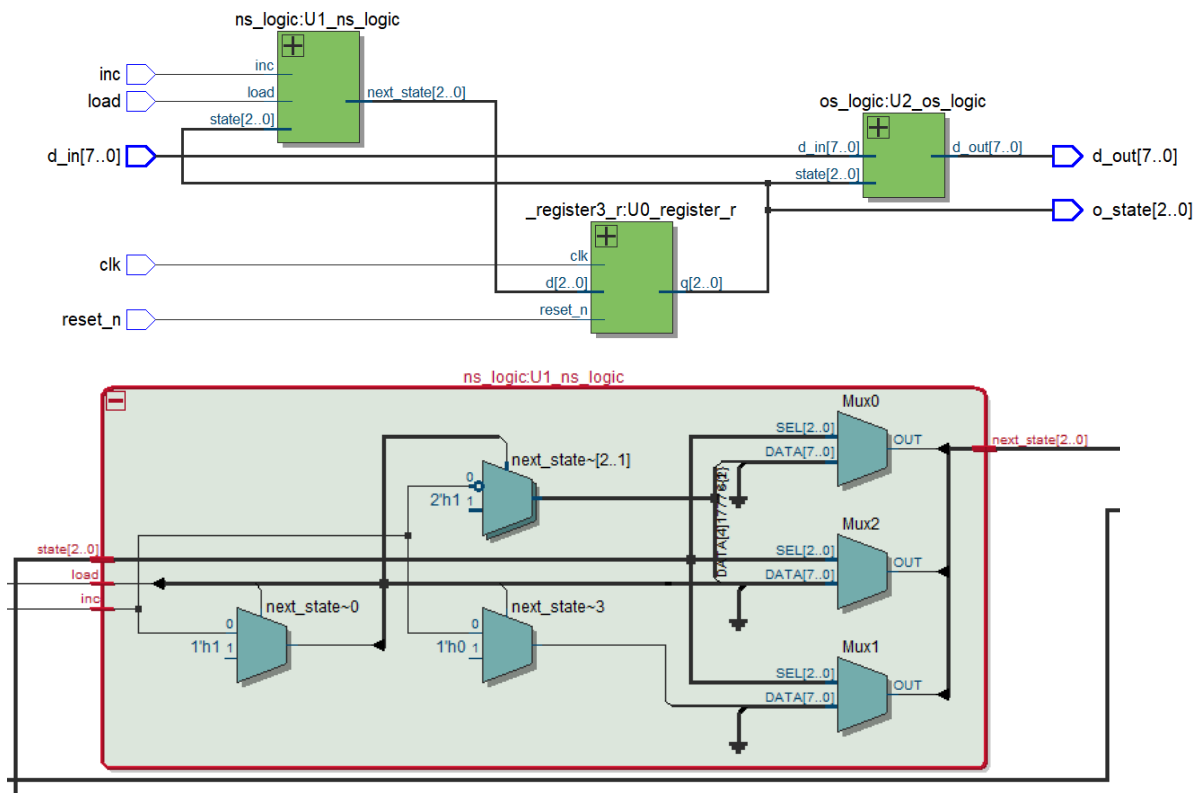 ns_logic:U1_ns_logic
inc
inc
load
load
next_state[2..0]
state[2..0]
os_logic:U2_os_logic
d_in[7..0]
d_in[7..0]
d_out[7..0]
d_out[7..0]
state[2..0]
_register3_r:U0_register_r
o_state[2..0]
clk
clk
d[2..0]
q[2..0]
reset_n
reset_n
ns_logic:U1_ns_logic
Mux0
SEL[2..0]
OUT
DATA[7..0]
next_state[2..0]
next_state~[2..1]
0
2'h1 1
Mux2
state[2..0]
SEL[2..0]
OUT
load
DATA[7..0]
inc
next_state~0
next_state~3
0
1'h1 1
0
1'h0 1
Mux1
SEL[2..0]
OUT
DATA[7..0]